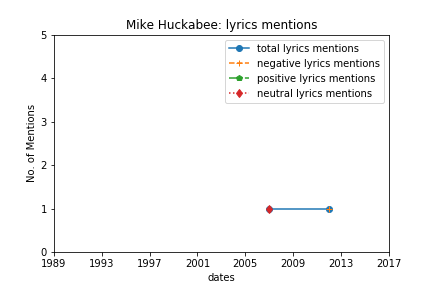 Mike Huckabee: lyrics mentions
5
4
3
2
1
0
No. of Mentions
total lyrics mentions
negative lyrics mentions
positive lyrics mentions
neutral lyrics mentions
1989 1993 1997 2001 2005 2009 2013 2017
dates